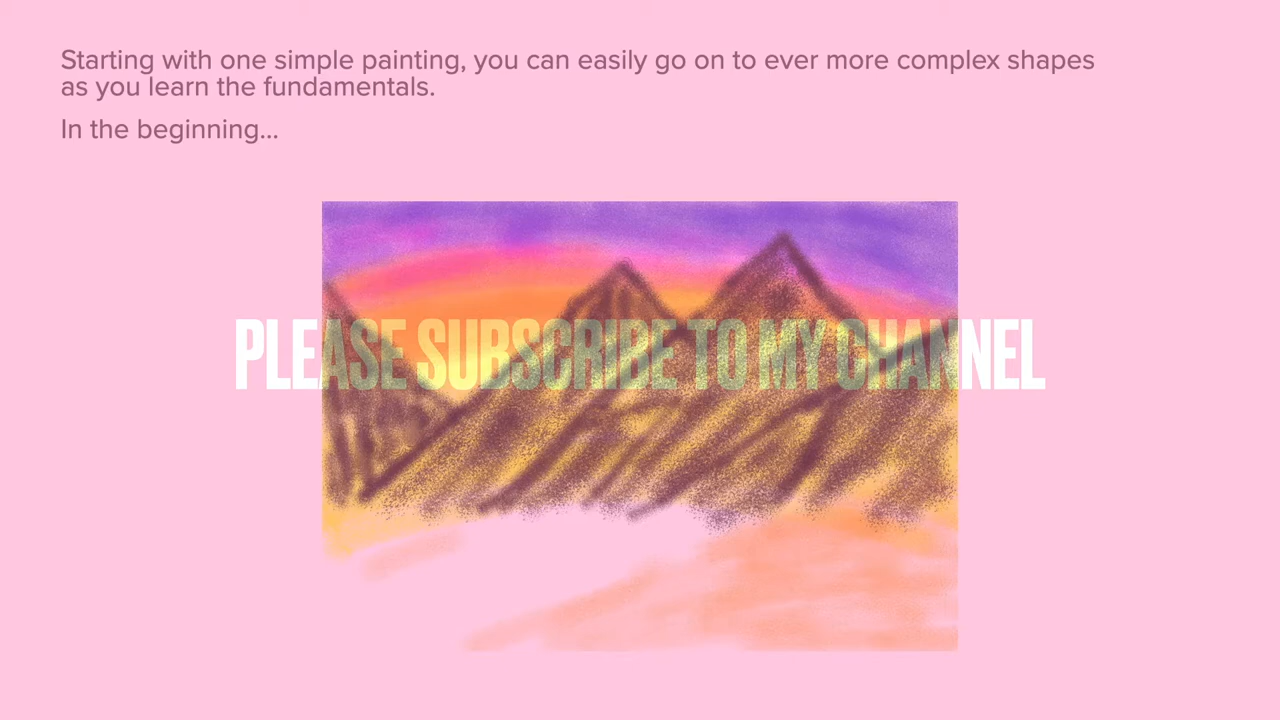 Starting with one simple painting, you can easily go on to ever more complex shapes
as you learn the fundamentals.
In the beginning...
PLEASE SUBSCRIBE TO MY CHANNEL